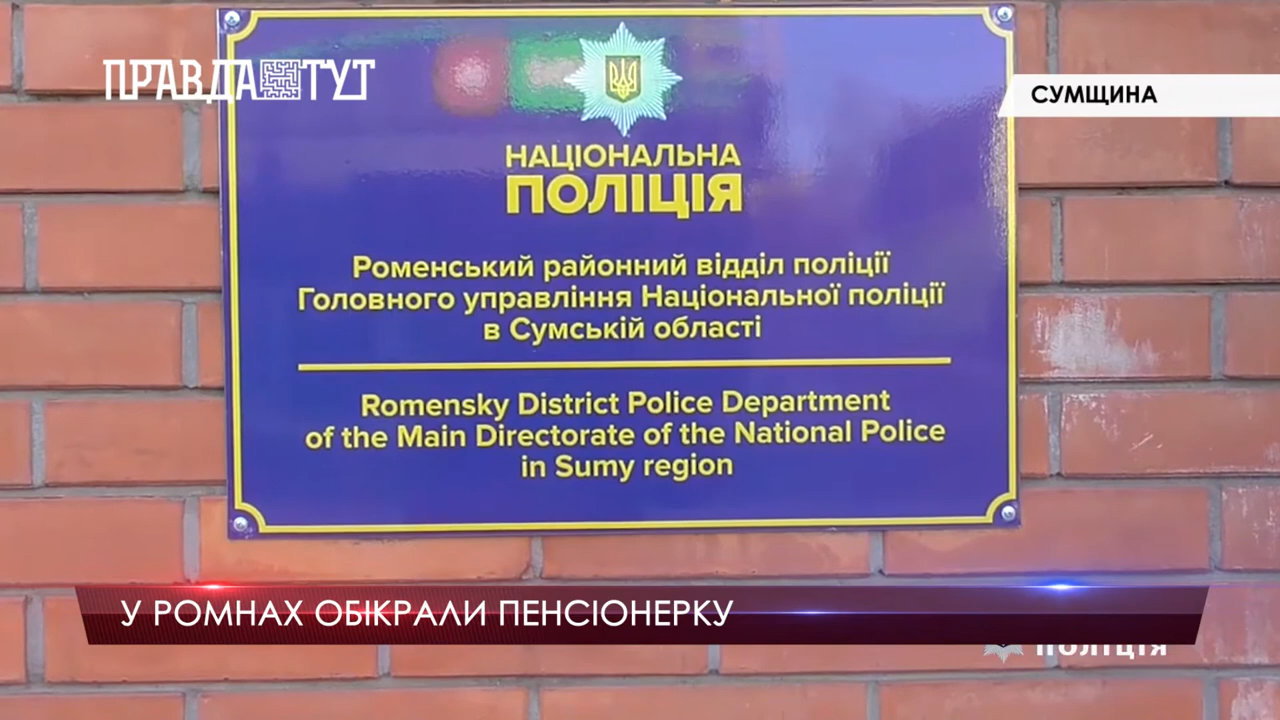 ПРАВДА ТУТ
СУМЩИНА
НАЦІОНАЛЬНА
ПОЛІЦІЯ
Роменський районний відділ поліції
Головного управління Національної поліції
в Сумській області
Romensky District Police Department
of the Main Directorate of the National Police
in Sumy region
У РОМНАХ ОБІКРАЛИ ПЕНСІОНЕРКУ
ПОЛІЦІЯ